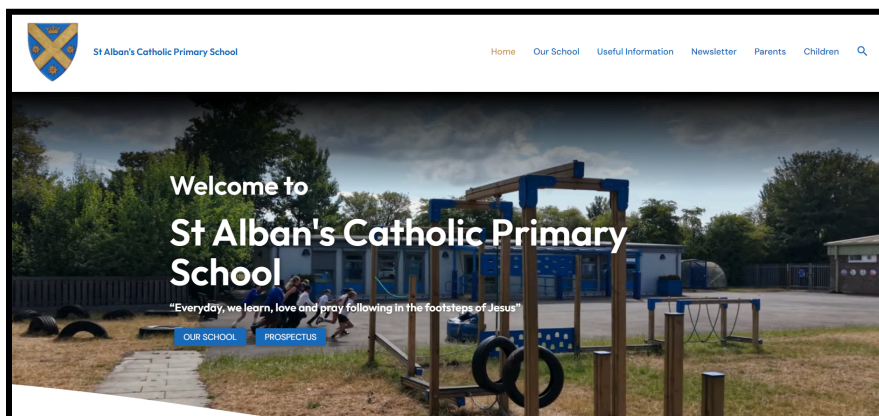 St Alban's Catholic Primary School
Home Our School Useful Information Newsletter Parents Children
Welcome to
St Alban's Catholic Primary
School
“Everyday, we learn, love and pray following in the footsteps of Jesus”
OUR SCHOOL PROSPECTUS